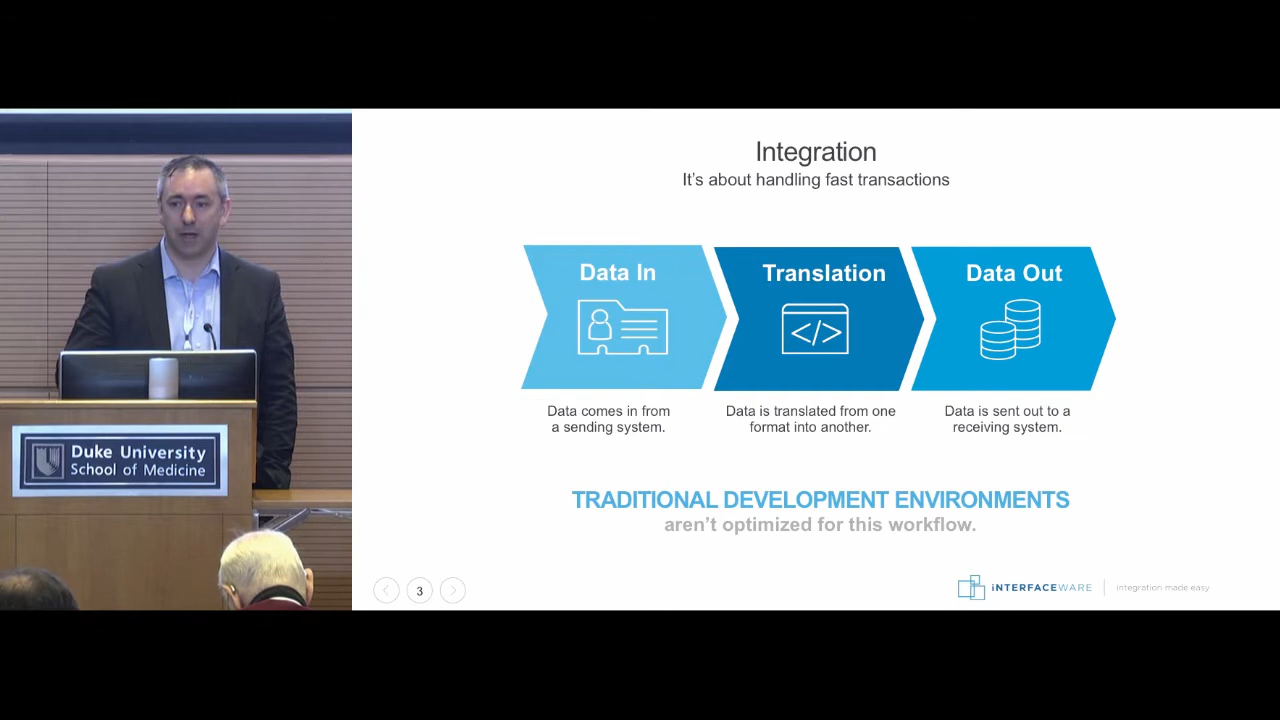 Integration
It's about handling fast transactions
Data In
Translation
Data Out
</>
Data comes in from
a sending system.
Data is translated from one
format into another.
Data is sent out to a
receiving system.
TRADITIONAL DEVELOPMENT ENVIRONMENTS
aren't optimized for this workflow.
3
iNTERFACEWARE
integration made easy
Duke University
School of Medicine